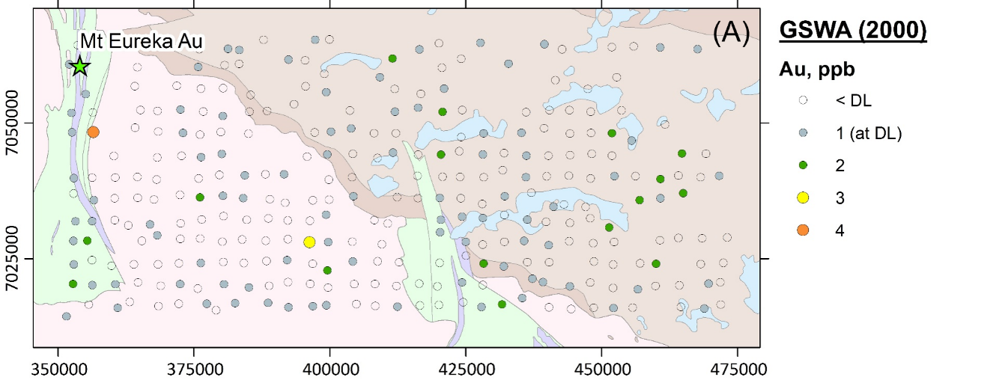 (A)
Mt Eureka Au
7050000
7025000
350000 375000 400000 425000 450000 475000
GSWA (2000)
Au, ppb
< DL
1 (at DL)
2
3
4